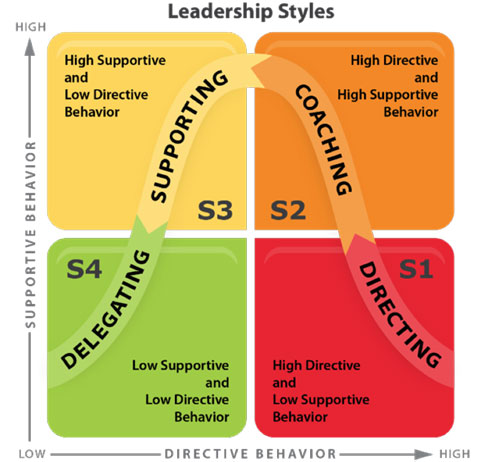 Leadership Styles
HIGH
High Supportive
and
Low Directive
Behavior
High Directive
and
High Supportive
Behavior
SUPPORTING
COACHING
S3
S2
SUPPORTIVE BEHAVIOR
S4
S1
DELEGATING
DIRECTING
Low Supportive
and
Low Directive
Behavior
High Directive
and
Low Supportive
Behavior
LOW
DIRECTIVE BEHAVIOR
HIGH